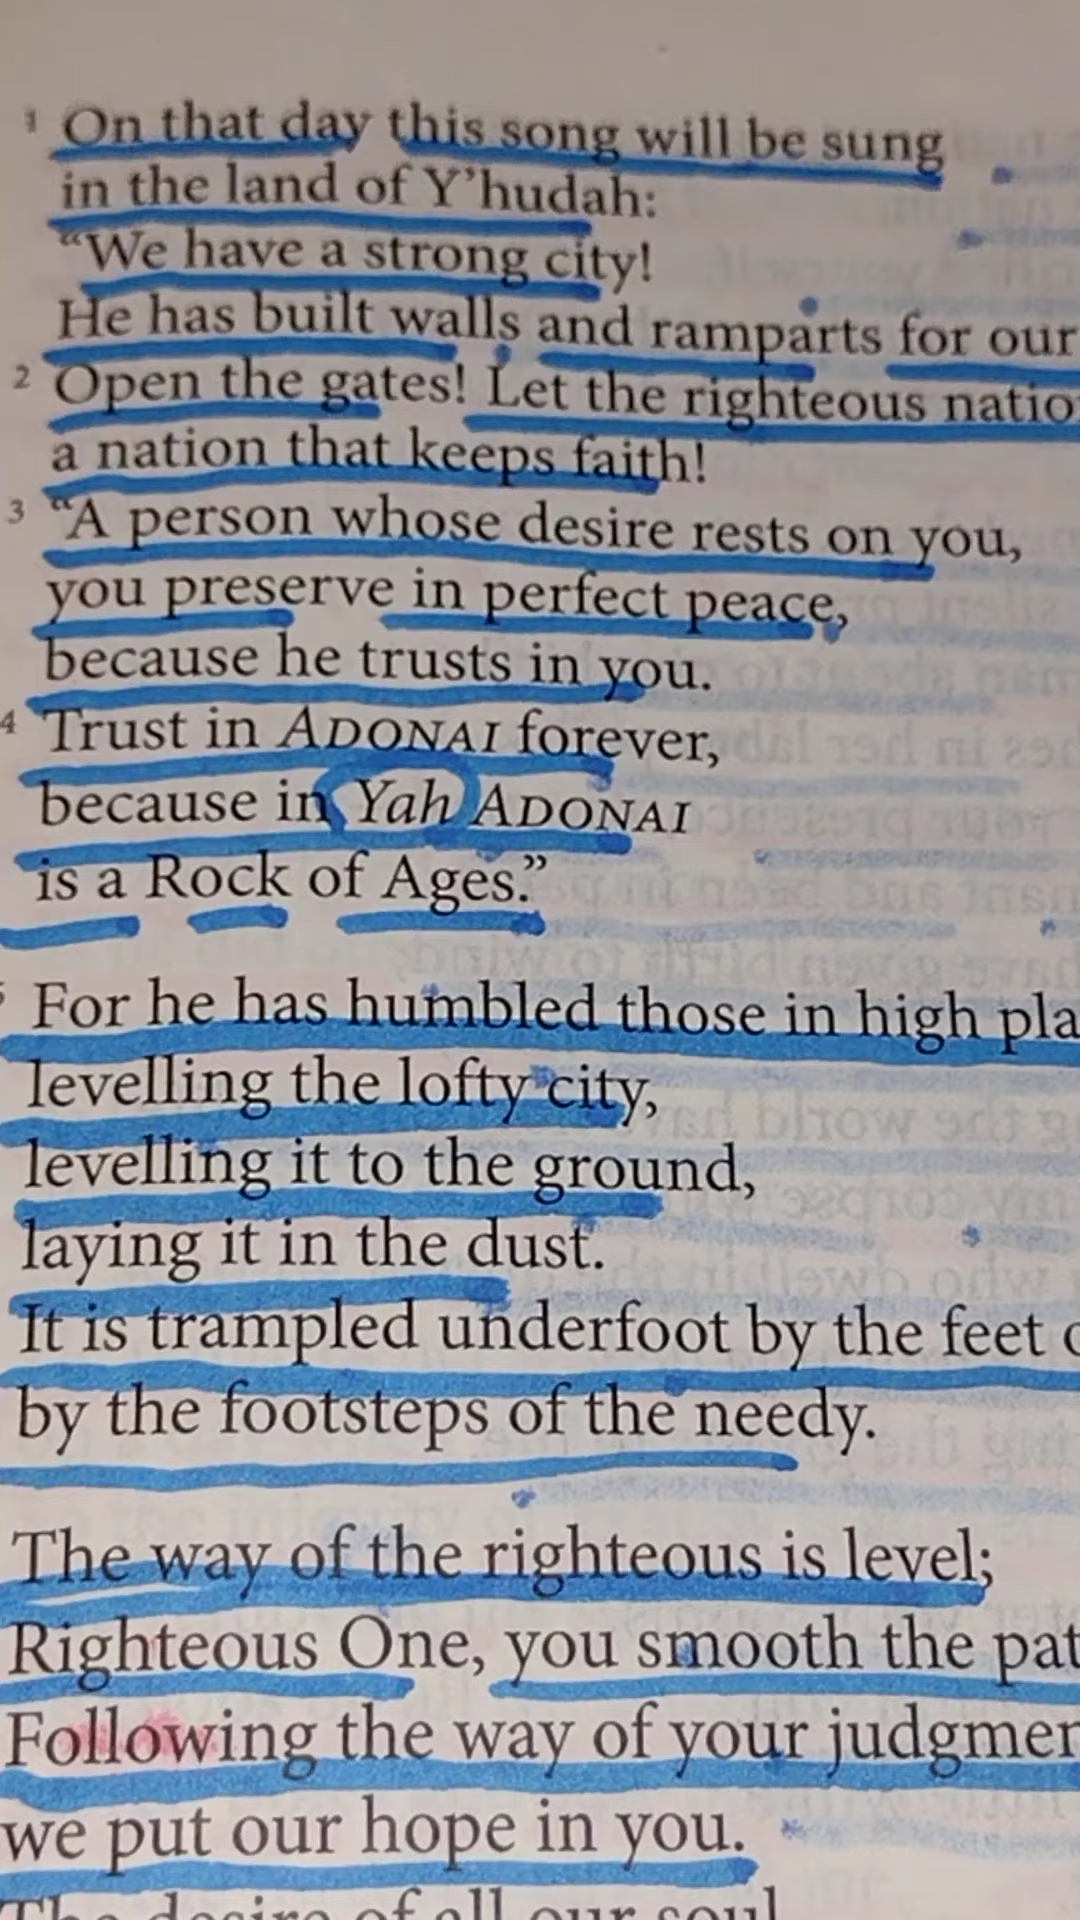 1 On that day this song will be sung
in the land of Y’hudah:
“We have a strong city!
He has built walls and ramparts for our
2 Open the gates! Let the righteous natio
a nation that keeps faith!
3 “A person whose desire rests on you,
you preserve in perfect peace,
because he trusts in you.
4 Trust in ADONAI forever,
because in Yah ADONAI
is a Rock of Ages.”
For he has humbled those in high pla
levelling the lofty city,
levelling it to the ground,
laying it in the dust.
It is trampled underfoot by the feet
by the footsteps of the needy.
The way of the righteous is level;
Righteous One, you smooth the pat
Following the way of your judgmen
we put our hope in you.
The desire of all our soul